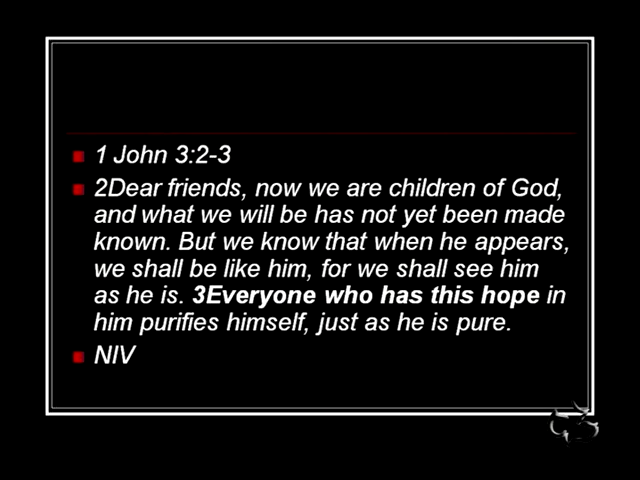 1 John 3:2-3
2Dear friends, now we are children of God,
and what we will be has not yet been made
known. But we know that when he appears,
we shall be like him, for we shall see him
as he is. 3Everyone who has this hope in
him purifies himself, just as he is pure.
NIV